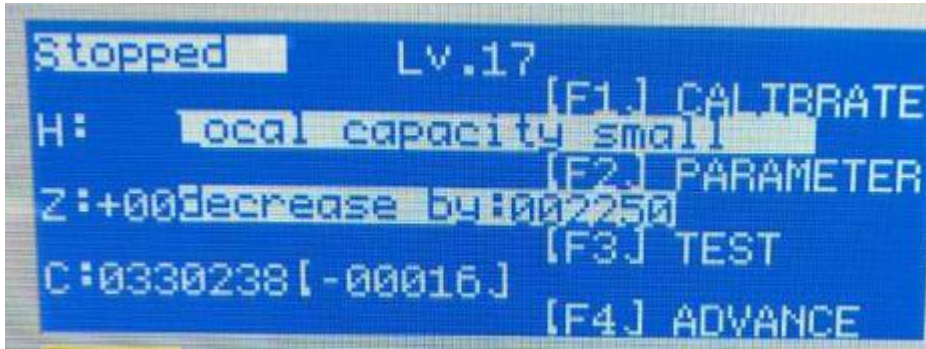 Stopped Lv.17
[F1] CALIBRATE
H: Local capacity small
[F2] PARAMETER
Z:+00Decrease by:002250
[F3] TEST
C:0330238[-00016]
[F4] ADVANCE